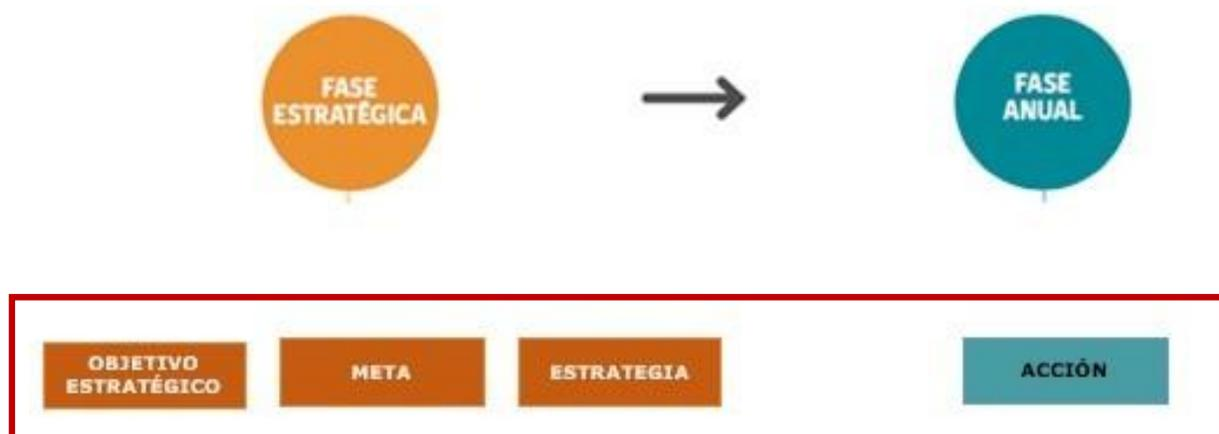 FASE
ESTRATÉGICA
FASE
ANUAL
OBJETIVO
ESTRATÉGICO
META
ESTRATEGIA
ACCIÓN